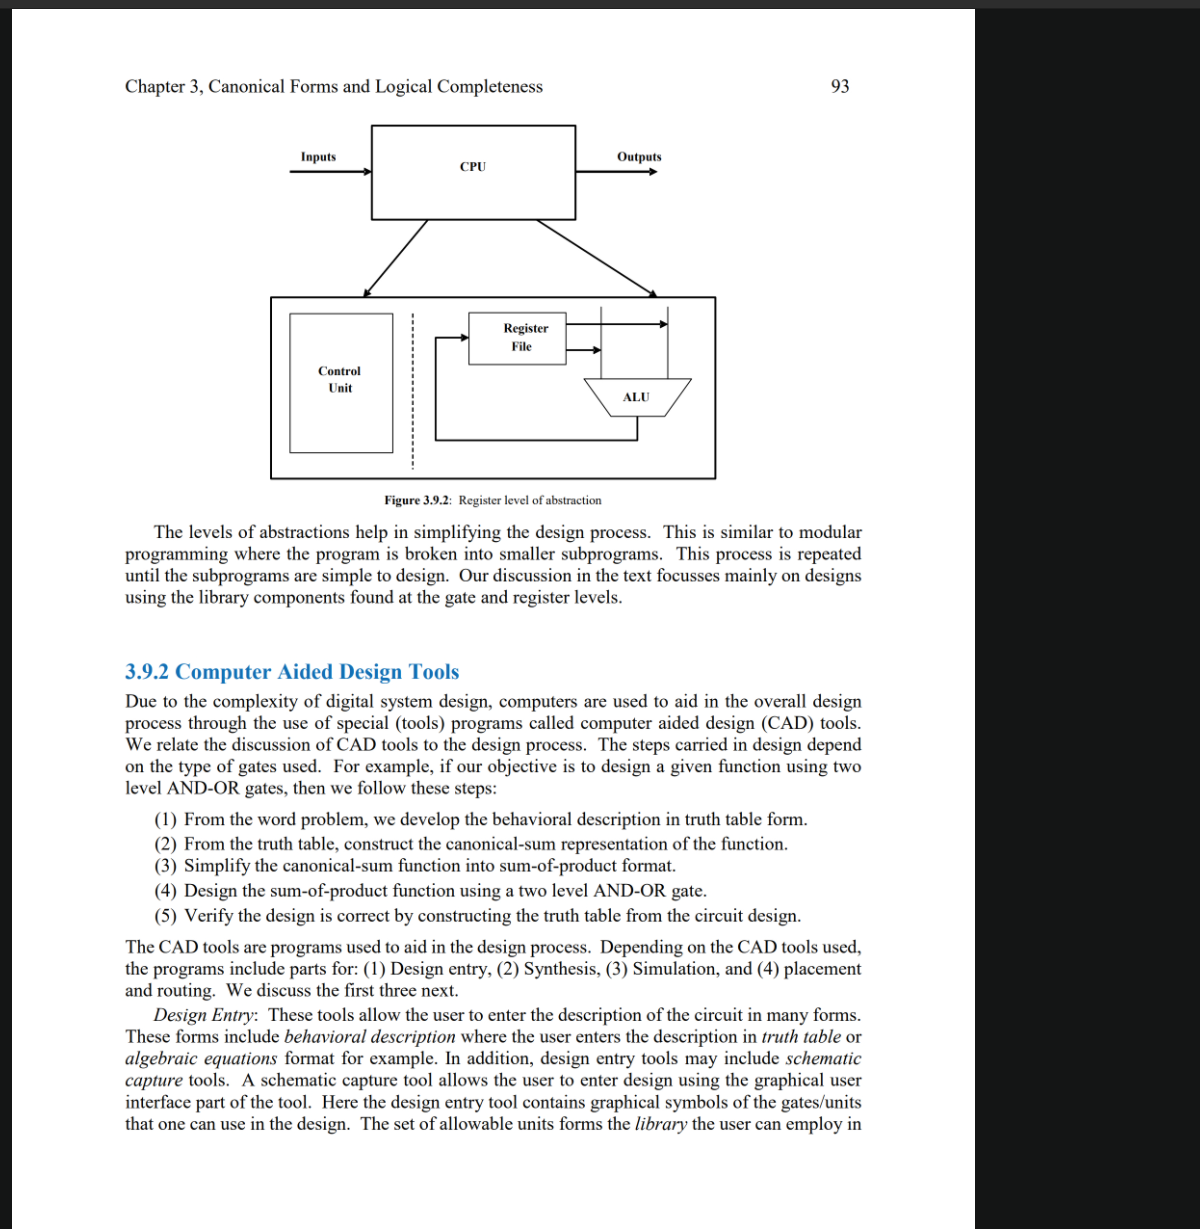 Chapter 3, Canonical Forms and Logical Completeness 93
Inputs
CPU
Outputs
Register
File
Control
Unit
ALU
Figure 3.9.2: Register level of abstraction
The levels of abstractions help in simplifying the design process. This is similar to modular
programming where the program is broken into smaller subprograms. This process is repeated
until the subprograms are simple to design. Our discussion in the text focusses mainly on designs
using the library components found at the gate and register levels.
3.9.2 Computer Aided Design Tools
Due to the complexity of digital system design, computers are used to aid in the overall design
process through the use of special (tools) programs called computer aided design (CAD) tools.
We relate the discussion of CAD tools to the design process. The steps carried in design depend
on the type of gates used. For example, if our objective is to design a given function using two
level AND-OR gates, then we follow these steps:
(1) From the word problem, we develop the behavioral description in truth table form.
(2) From the truth table, construct the canonical-sum representation of the function.
(3) Simplify the canonical-sum function into sum-of-product format.
(4) Design the sum-of-product function using a two level AND-OR gate.
(5) Verify the design is correct by constructing the truth table from the circuit design.
The CAD tools are programs used to aid in the design process. Depending on the CAD tools used,
the programs include parts for: (1) Design entry, (2) Synthesis, (3) Simulation, and (4) placement
and routing. We discuss the first three next.
Design Entry: These tools allow the user to enter the description of the circuit in many forms.
These forms include behavioral description where the user enters the description in truth table or
algebraic equations format for example. In addition, design entry tools may include schematic
capture tools. A schematic capture tool allows the user to enter design using the graphical user
interface part of the tool. Here the design entry tool contains graphical symbols of the gates/units
that one can use in the design. The set of allowable units forms the library the user can employ in